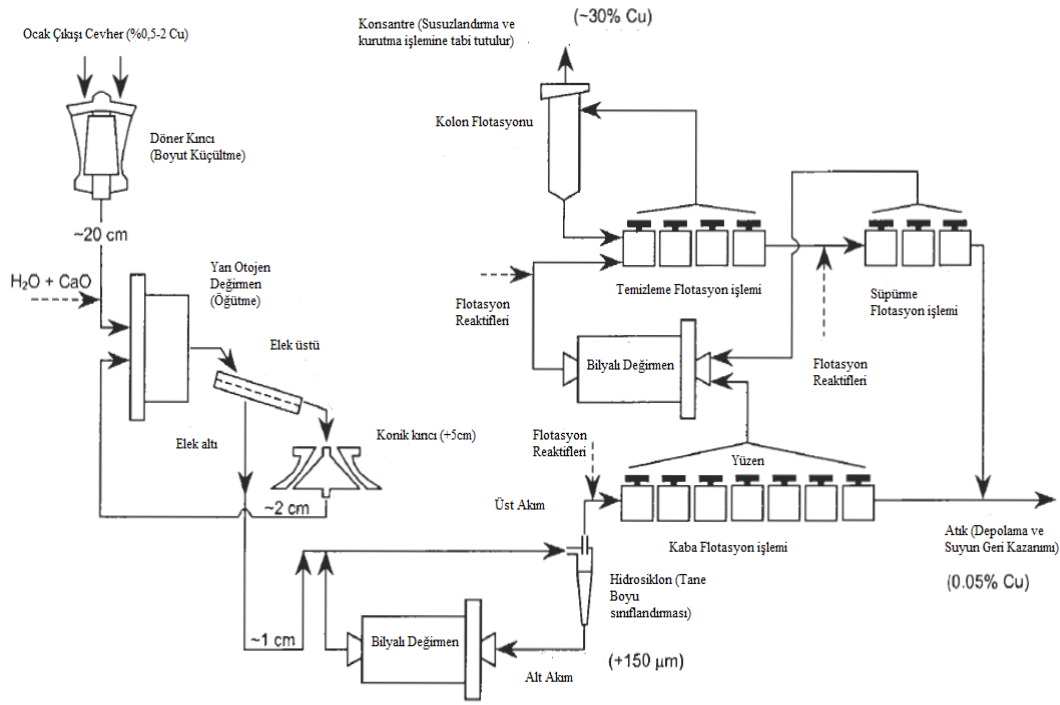 Ocak Çıkışı Cevher (%0,5-2 Cu)
Döner Kırıcı
(Boyut Küçültme)
~20 cm
H₂O + CaO
Yarı Otojen
Değirmen
(Öğütme)
Elek üstü
Elek altı
Konik kırıcı (+5cm)
~2 cm
~1 cm
Bilyalı Değirmen
Alt Akım
(+150 µm)
Hidrosiklon (Tane
Boyu
sınıflandırması)
Üst Akım
Flotasyon
Reaktifleri
Yüzen
Kaba Flotasyon işlemi
Bilyalı Değirmen
Flotasyon
Reaktifleri
Temizleme Flotasyon işlemi
Kolon Flotasyonu
Konsantre (Susuzlandırma ve
kurutma işlemine tabi tutulur)
(~30% Cu)
Flotasyon
Reaktifleri
Süpürme
Flotasyon işlemi
Atık (Depolama ve
Suyun Geri Kazanımı)
(0.05% Cu)